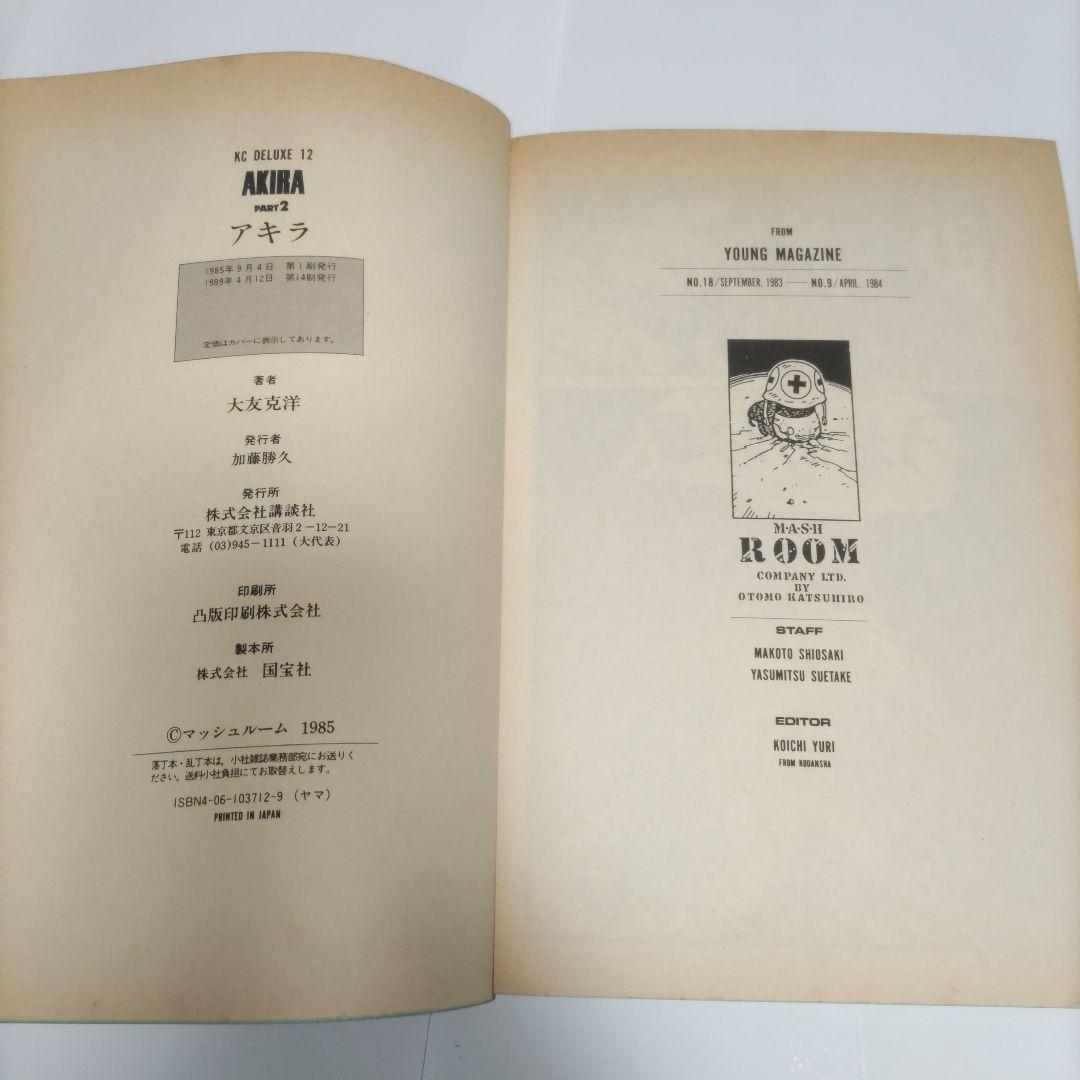 KC DELUXE 12
AKIRA
PART2
アキラ
1985年9月4日 第1刷発行
1989年4月12日 第14刷発行
定価はカバーに表示してあります。
著者
大友克洋
発行者
加藤勝久
発行所
株式会社講談社
〒112 東京都文京区音羽2-12-21
電話 (03)945-1111(大代表)
印刷所
凸版印刷株式会社
製本所
株式会社 国宝社
©マッシュルーム 1985
落丁本・乱丁本は、小社雑誌業務部宛にお送りく
ださい。送料小社負担にてお取替えします。
ISBN4-06-103712-9 (ヤマ)
PRINTED IN JAPAN
FROM
YOUNG MAGAZINE
NO.18/SEPTEMBER. 1983 — NO.9/APRIL. 1984
M·A·S·H
ROOM
COMPANY LTD.
BY
OTOMO KATSUHIRO
STAFF
MAKOTO SHIOSAKI
YASUMITSU SUETAKE
EDITOR
KOICHI YURI
FROM KODANSHA